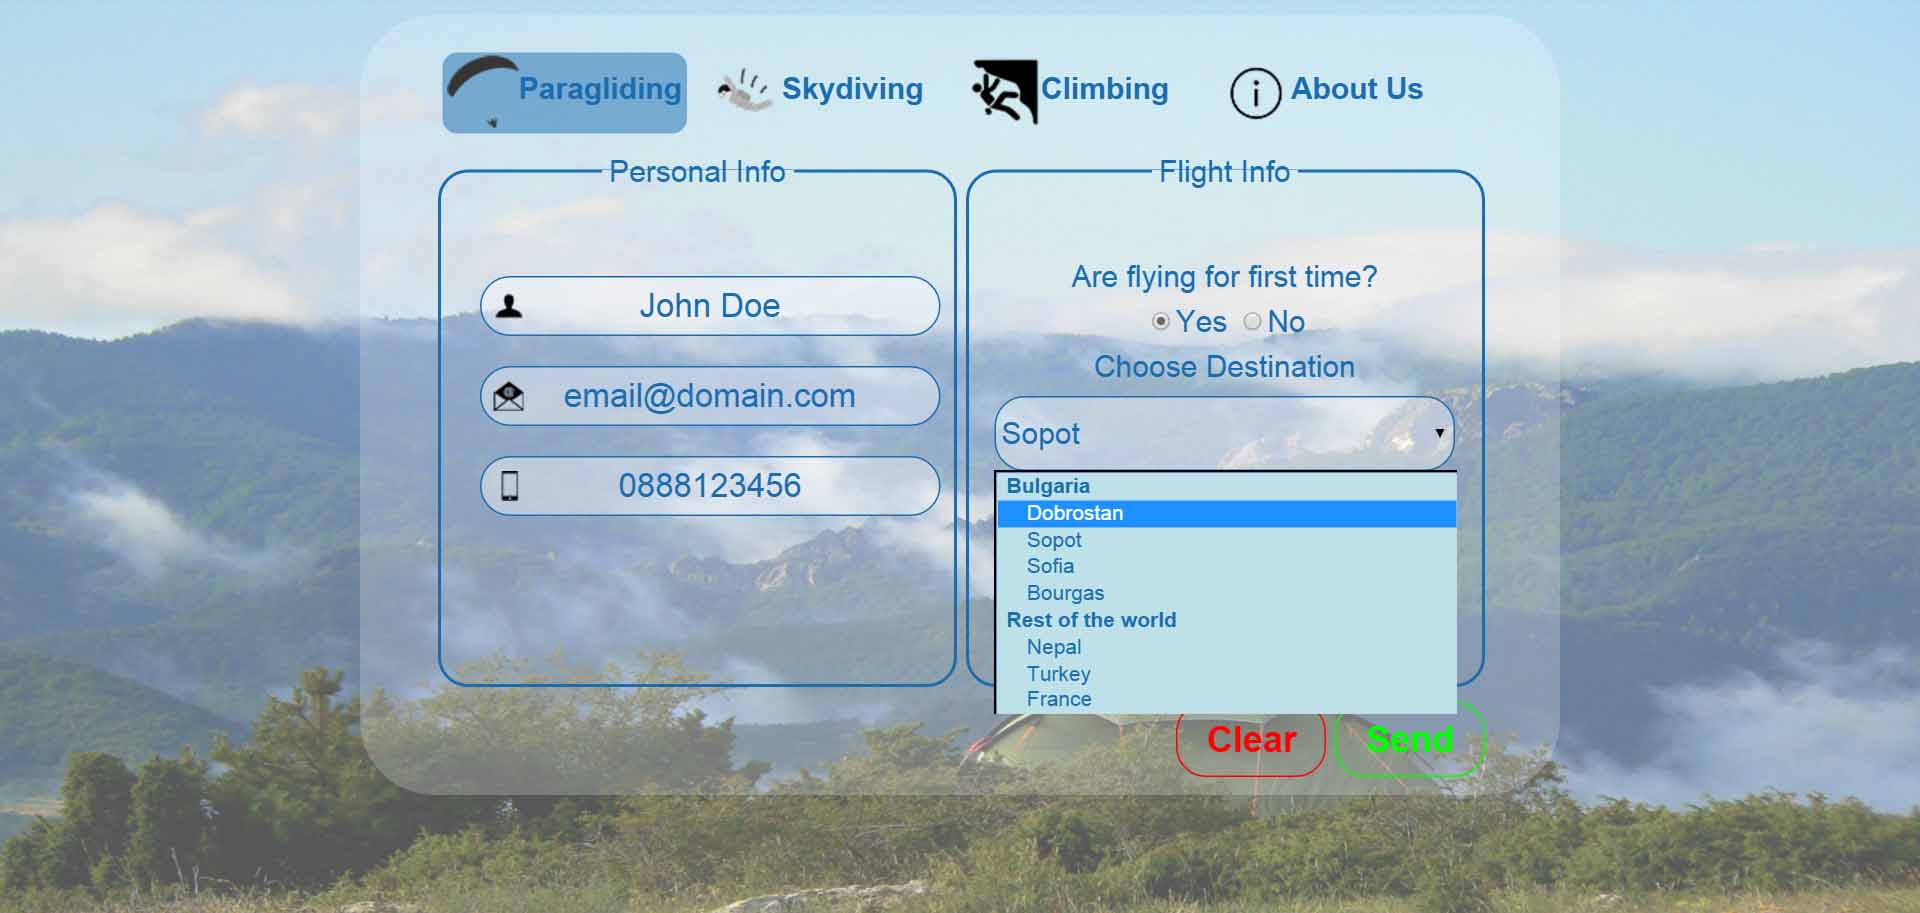 Paragliding
Skydiving
Climbing
About Us
Personal Info
John Doe
email@domain.com
0888123456
Flight Info
Are flying for first time?
Yes No
Choose Destination
Sopot
Bulgaria
Dobrostan
Sopot
Sofia
Bourgas
Rest of the world
Nepal
Turkey
France
Clear
Send